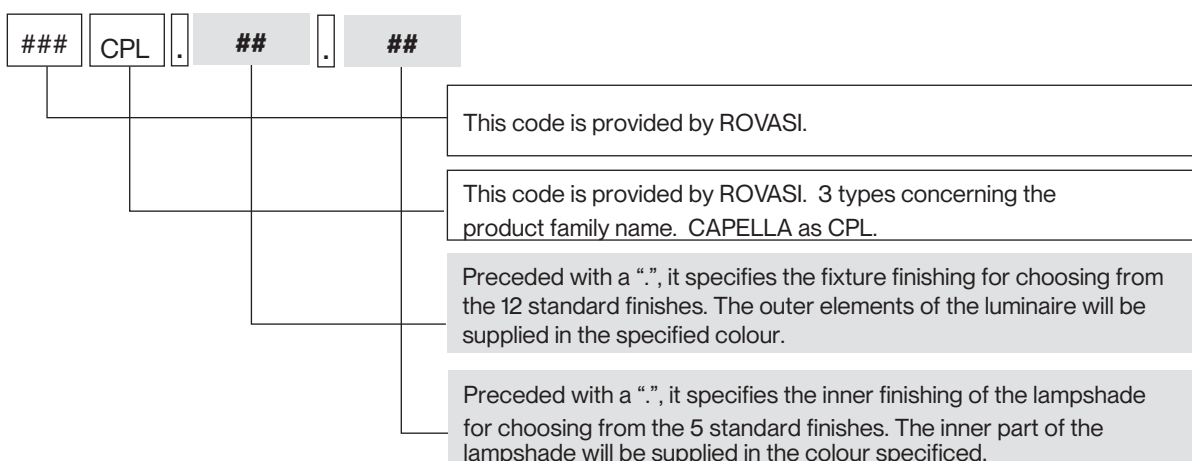 ### CPL . ## . ##
This code is provided by ROVASI.
This code is provided by ROVASI.  3 types concerning the
product family name.  CAPELLA as CPL.
Preceded with a “.”, it specifies the fixture finishing for choosing from
the 12 standard finishes. The outer elements of the luminaire will be
supplied in the specified colour.
Preceded with a “.”, it specifies the inner finishing of the lampshade
for choosing from the 5 standard finishes. The inner part of the
lampshade will be supplied in the colour specificed.